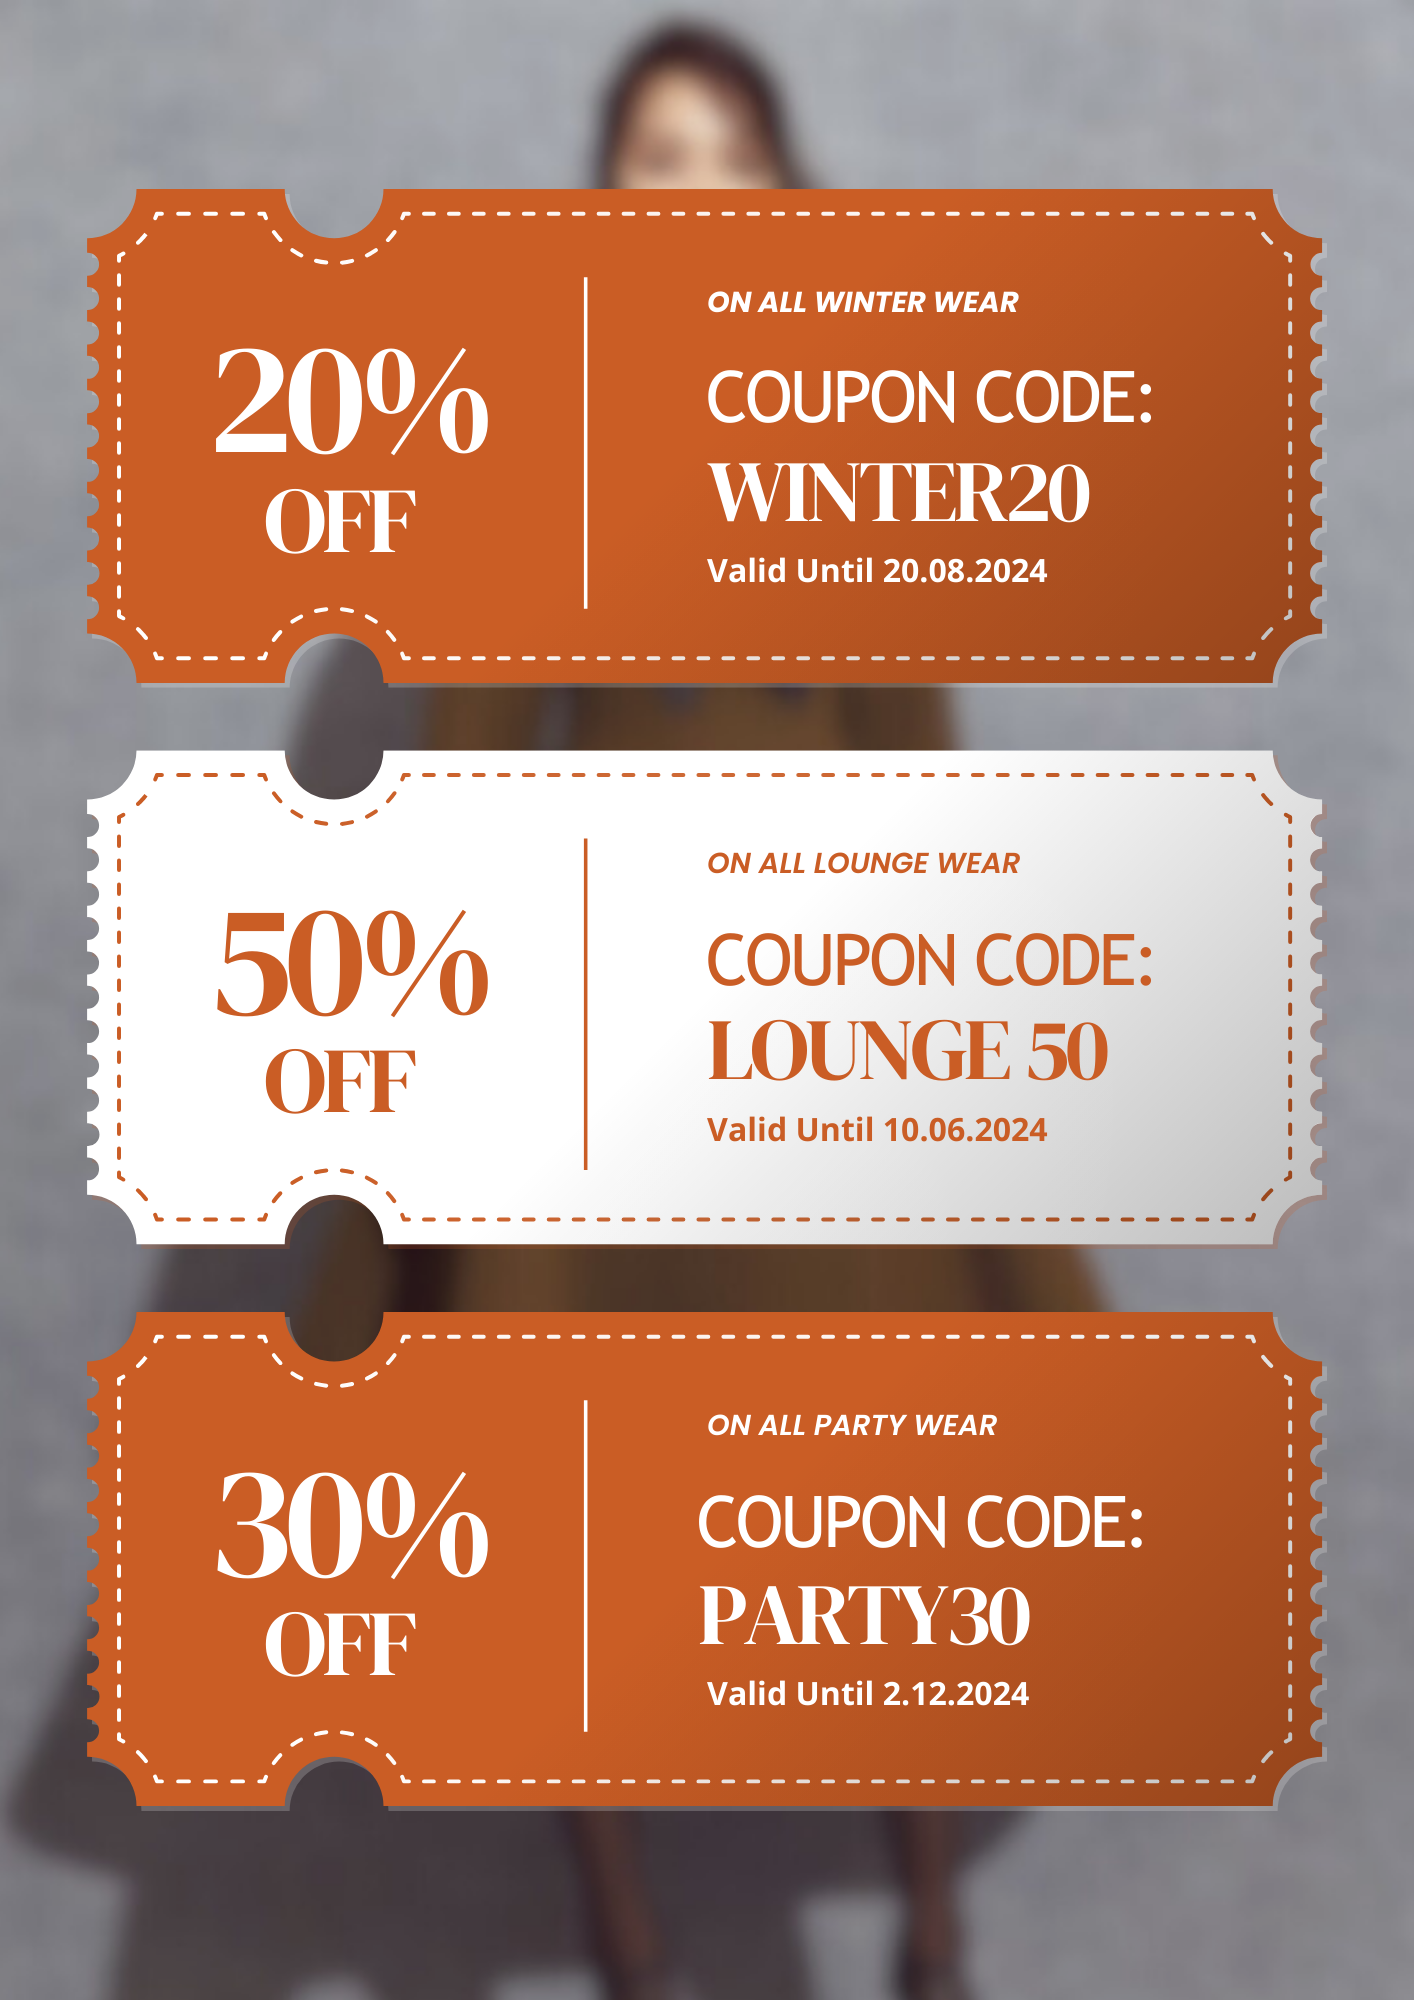 20%
OFF
ON ALL WINTER WEAR
COUPON CODE:
WINTER20
Valid Until 20.08.2024
50%
OFF
ON ALL LOUNGE WEAR
COUPON CODE:
LOUNGE 50
Valid Until 10.06.2024
30%
OFF
ON ALL PARTY WEAR
COUPON CODE:
PARTY30
Valid Until 2.12.2024